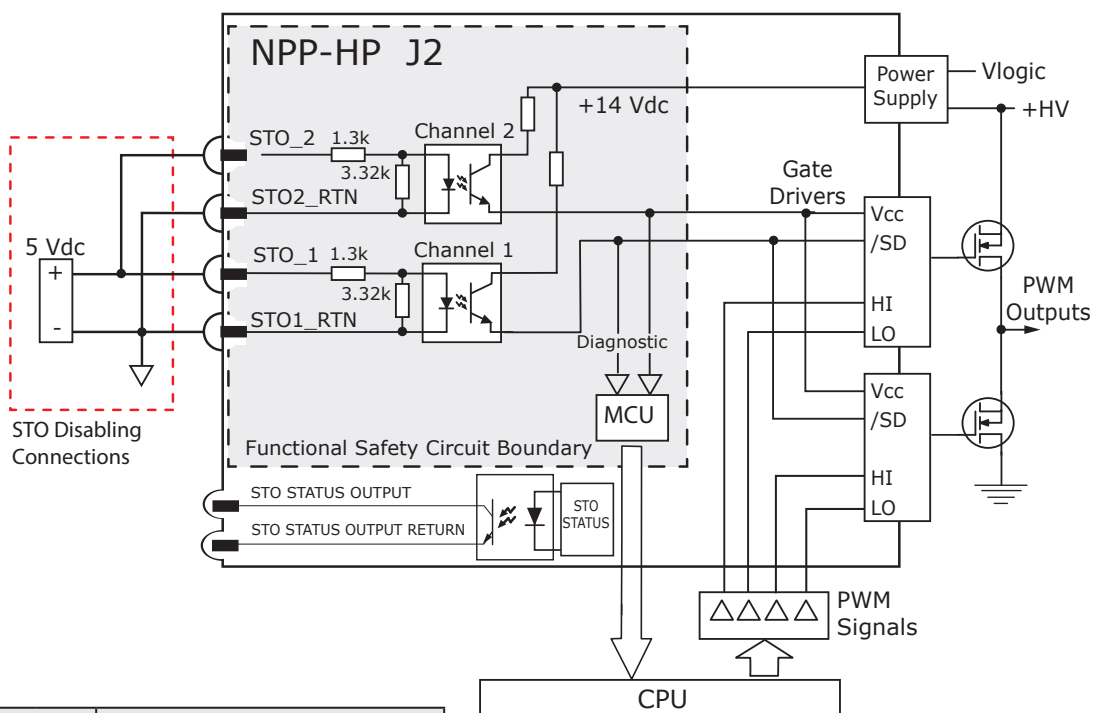 NPP-HP J2
Power
Supply
Vlogic
+HV
+14 Vdc
STO_2
1.3k
Channel 2
3.32k
STO2_RTN
Gate
Drivers
Vcc
/SD
HI
LO
5 Vdc
+
-
STO_1
1.3k
Channel 1
3.32k
STO1_RTN
PWM
Outputs
Diagnostic
MCU
Vcc
/SD
HI
LO
STO Disabling
Connections
Functional Safety Circuit Boundary
STO STATUS OUTPUT
STO STATUS OUTPUT RETURN
STO
STATUS
PWM
Signals
CPU